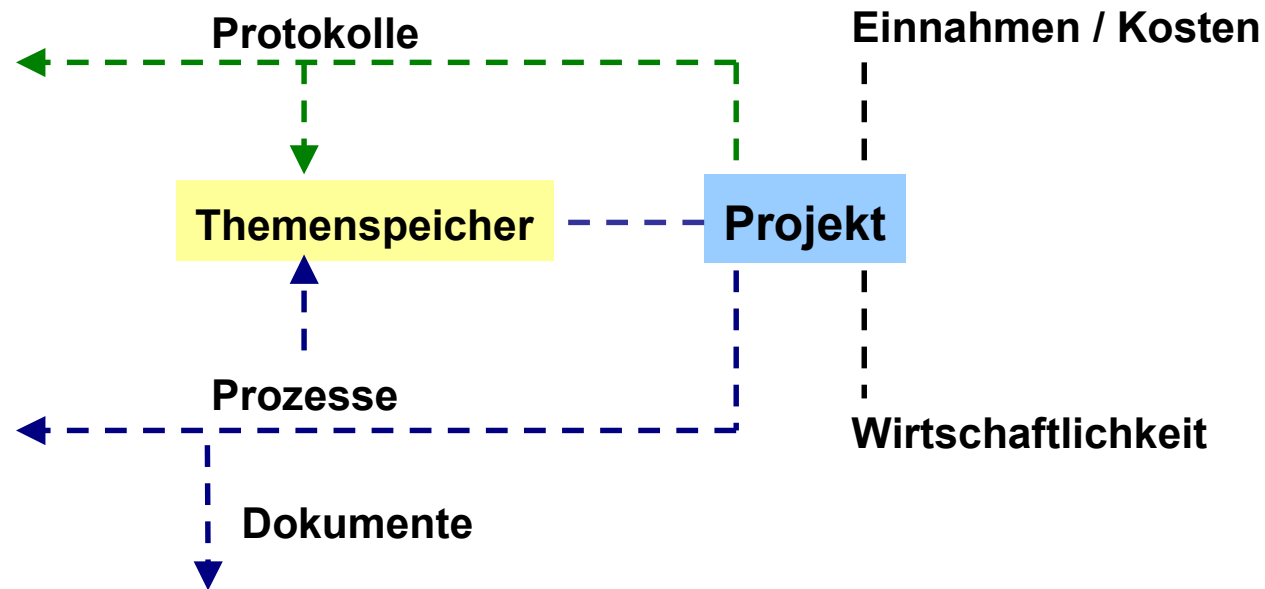 Protokolle
Einnahmen / Kosten
Themenspeicher
Projekt
Prozesse
Wirtschaftlichkeit
Dokumente